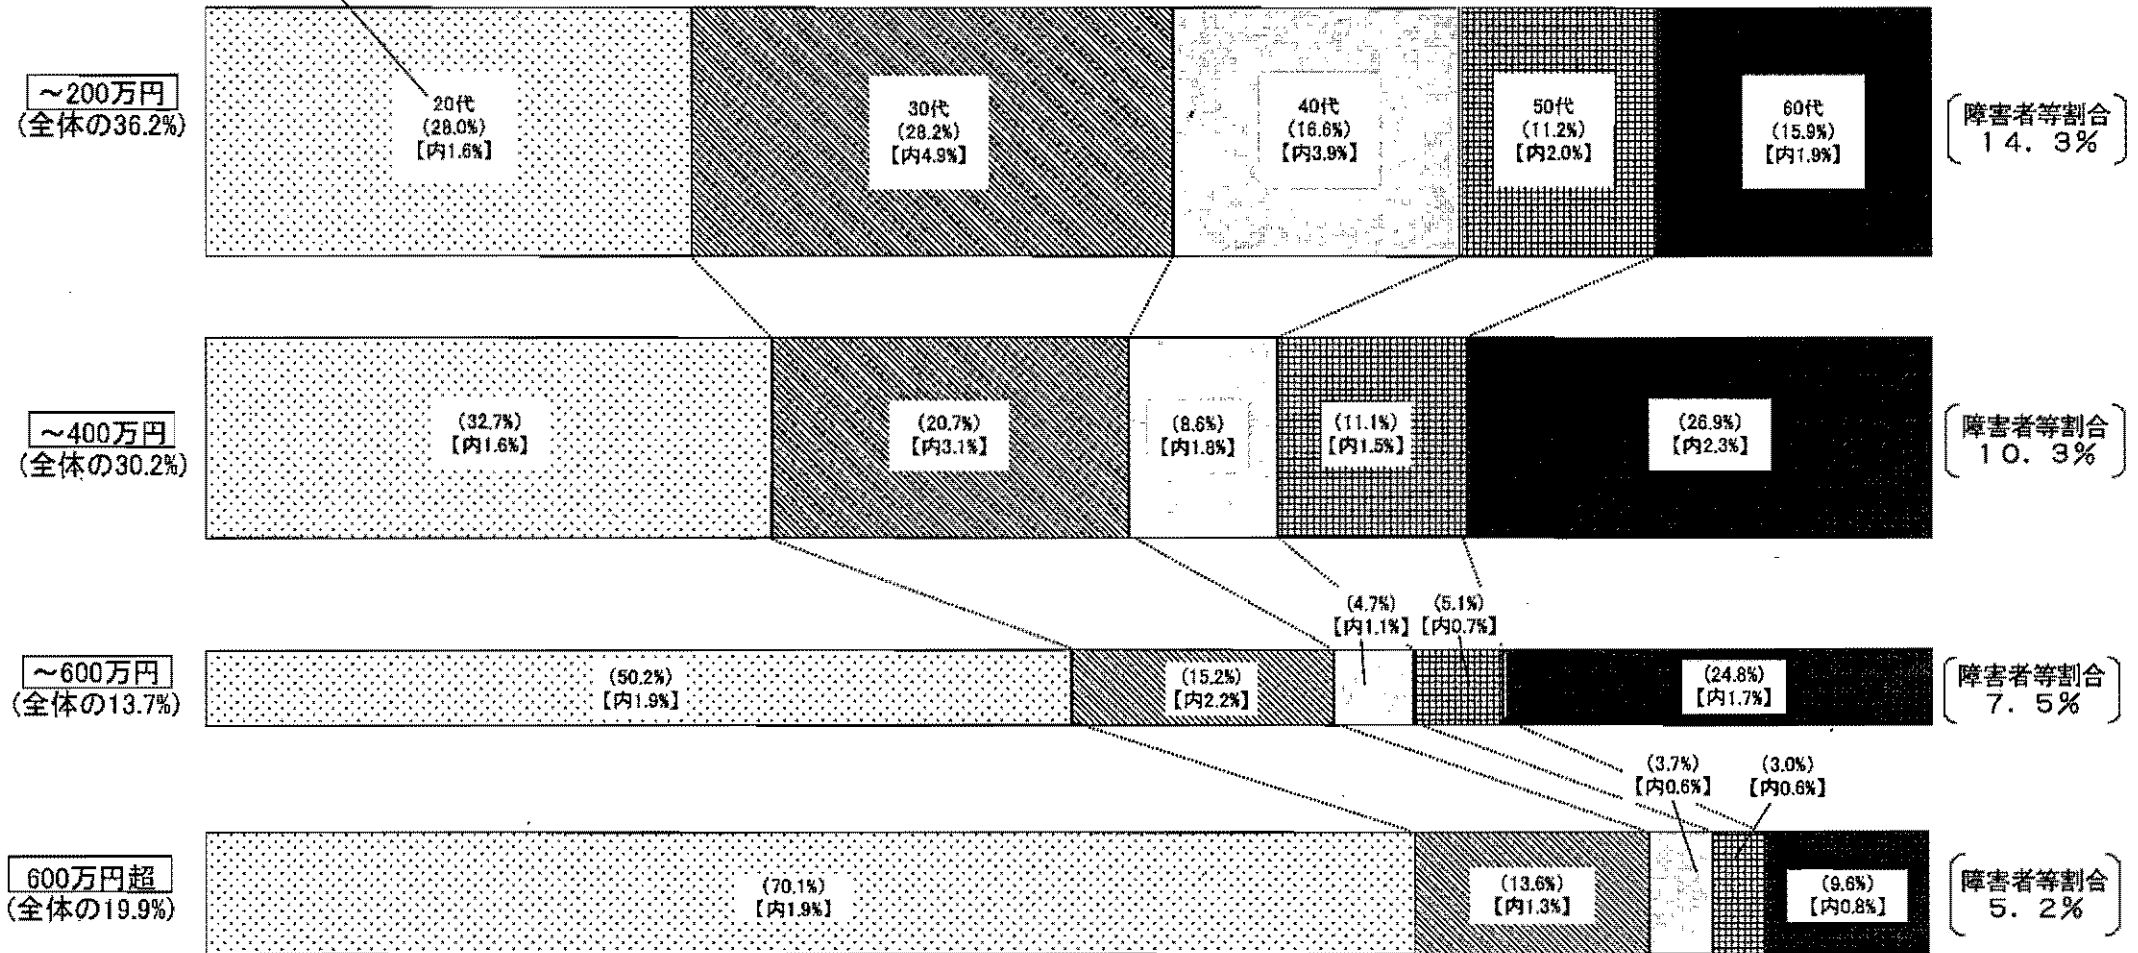 ~200万円
(全体の36.2%)
20代
(28.0%)
【内1.6%】
30代
(28.2%)
【内4.9%】
40代
(16.6%)
【内3.9%】
50代
(11.2%)
【内2.0%】
60代
(15.9%)
【内1.9%】
障害者等割合
14.3%
~400万円
(全体の30.2%)
(32.7%)
【内1.6%】
(20.7%)
【内3.1%】
(8.6%)
【内1.8%】
(11.1%)
【内1.5%】
(26.9%)
【内2.3%】
障害者等割合
10.3%
(4.7%)
【内1.1%】
(5.1%)
【内0.7%】
~600万円
(全体の13.7%)
(50.2%)
【内1.9%】
(15.2%)
【内2.2%】
(24.8%)
【内1.7%】
障害者等割合
7.5%
(3.7%)
【内0.6%】
(3.0%)
【内0.6%】
600万円超
(全体の19.9%)
(70.1%)
【内1.9%】
(13.6%)
【内1.3%】
(9.6%)
【内0.8%】
障害者等割合
5.2%